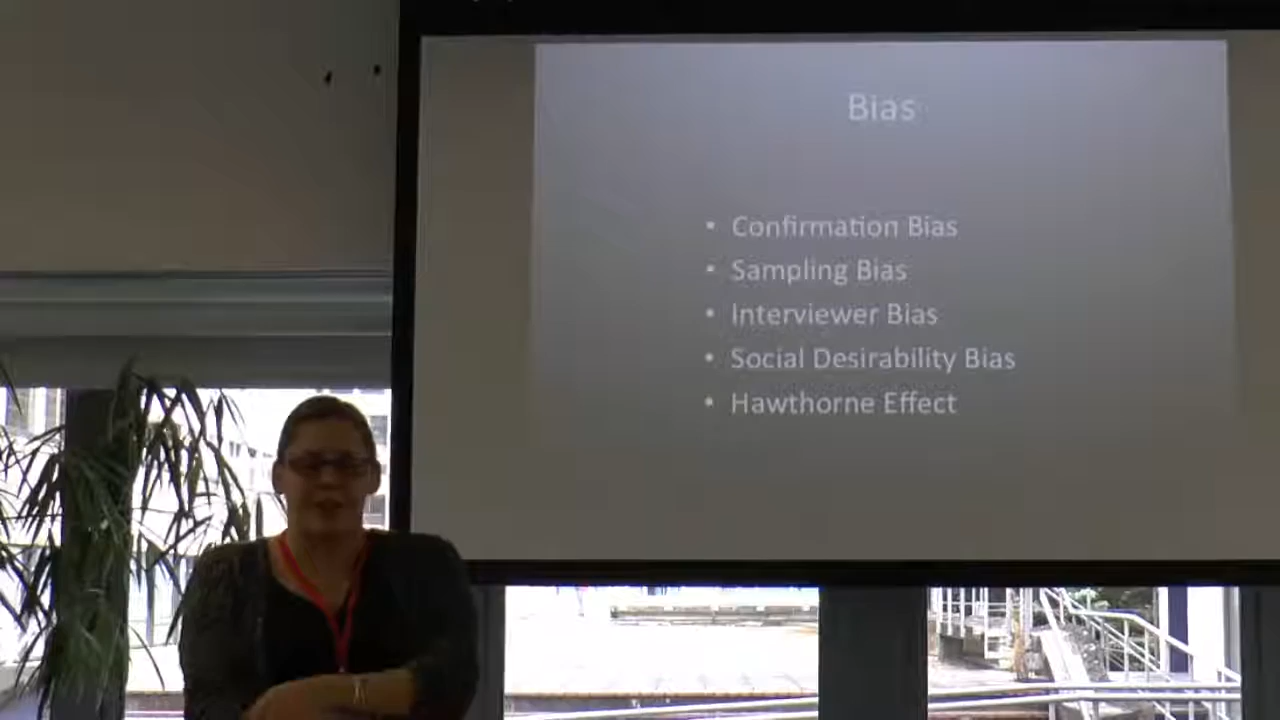 Bias
• Confirmation Bias
• Sampling Bias
• Interviewer Bias
• Social Desirability Bias
• Hawthorne Effect